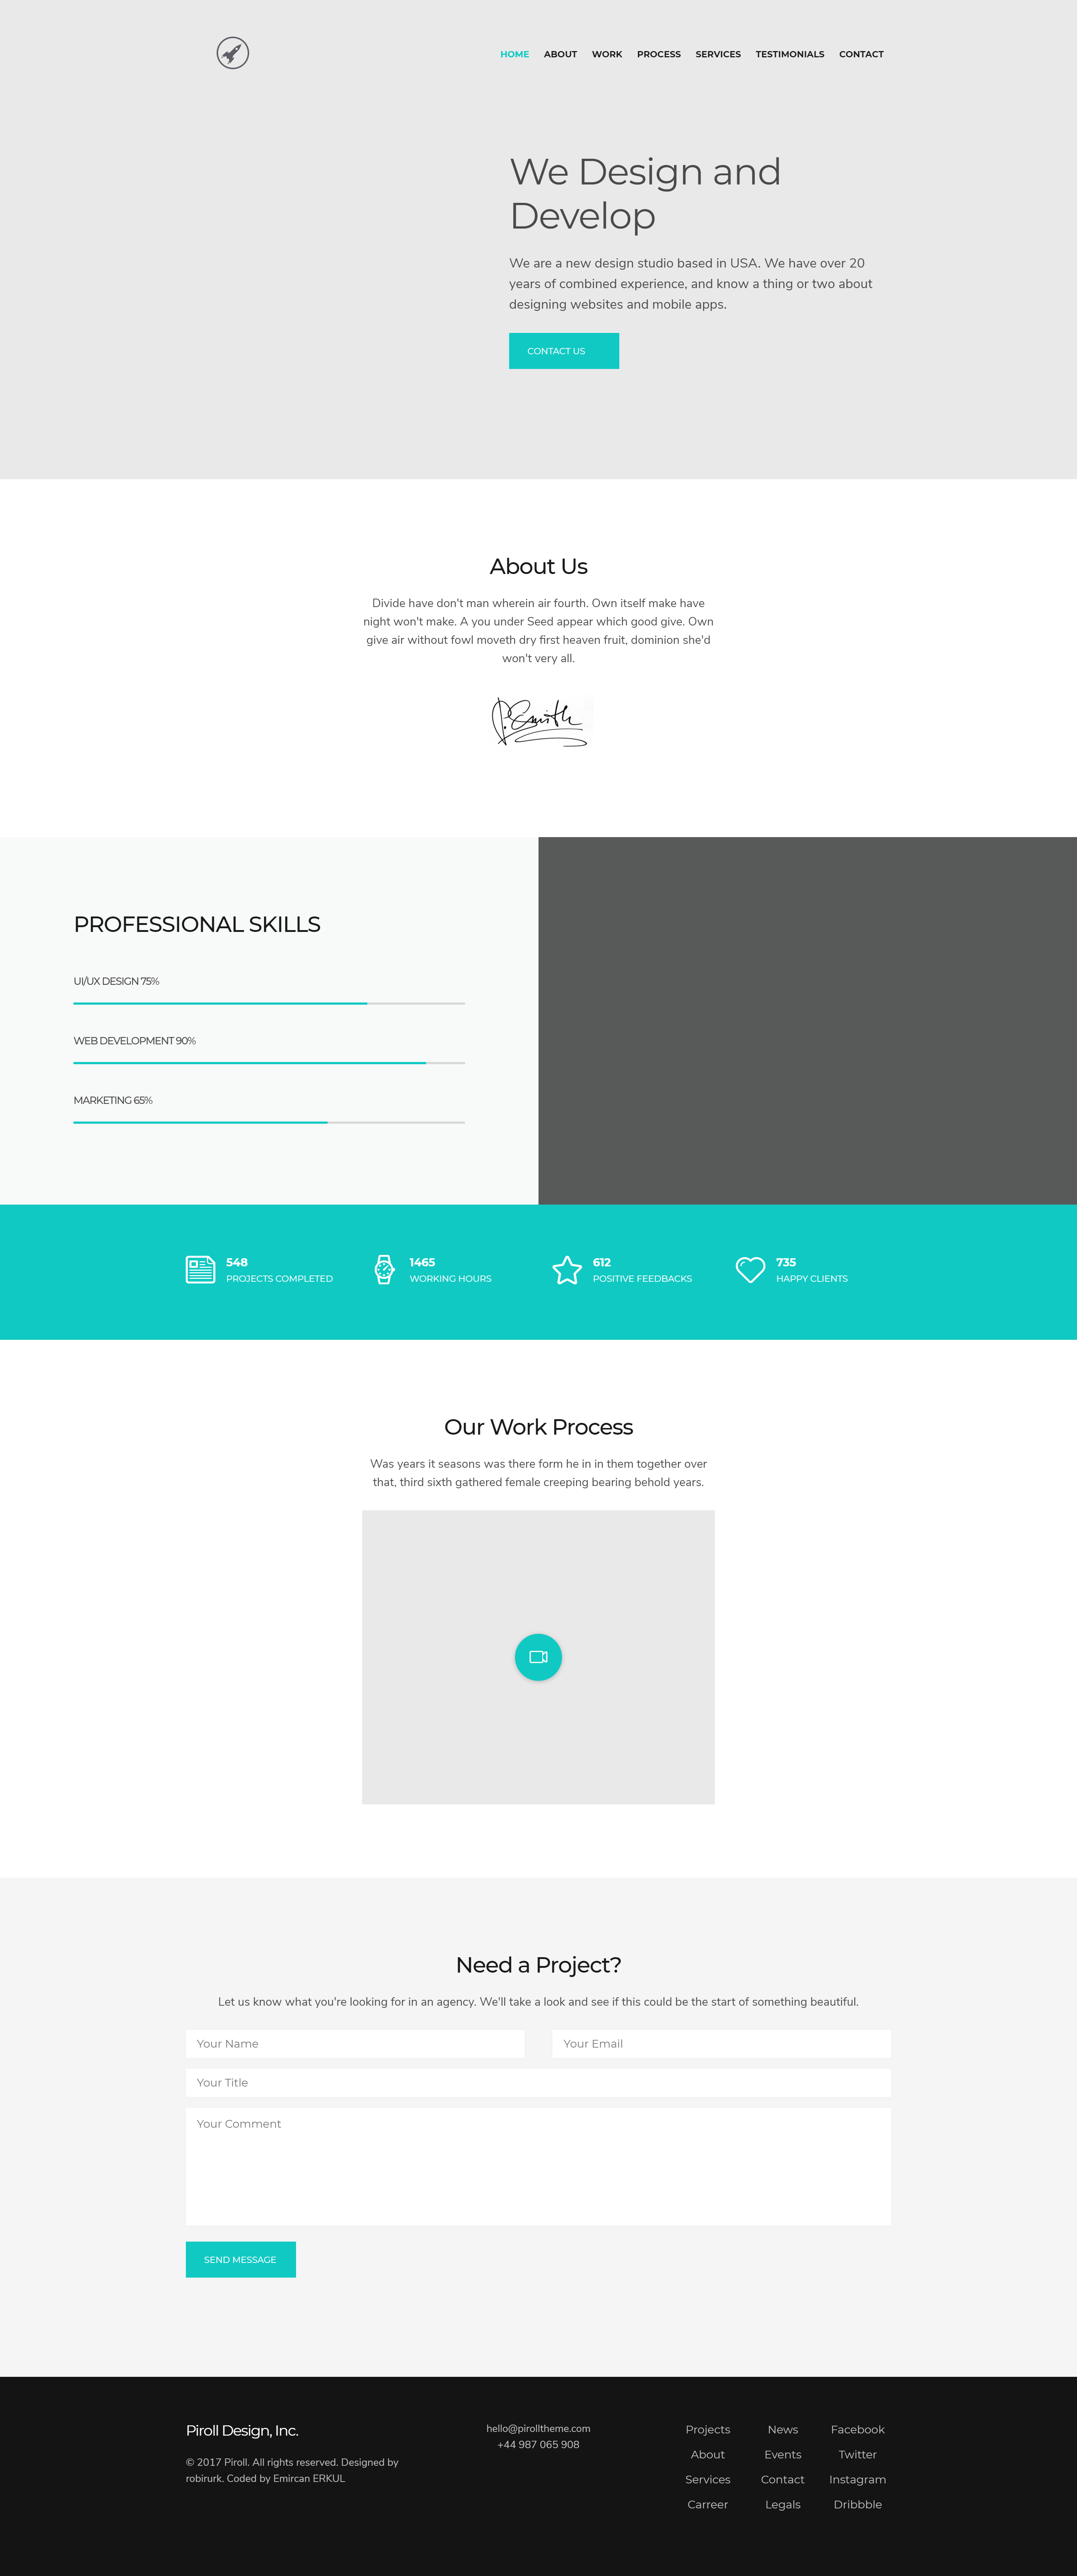 HOME ABOUT WORK PROCESS SERVICES TESTIMONIALS CONTACT
We Design and
Develop
We are a new design studio based in USA. We have over 20
years of combined experience, and know a thing or two about
designing websites and mobile apps.
CONTACT US
About Us
Divide have don't man wherein air fourth. Own itself make have
night won't make. A you under Seed appear which good give. Own
give air without fowl moveth dry first heaven fruit, dominion she'd
won't very all.
P.Smith
PROFESSIONAL SKILLS
UI/UX DESIGN 75%
WEB DEVELOPMENT 90%
MARKETING 65%
548
PROJECTS COMPLETED
1465
WORKING HOURS
612
POSITIVE FEEDBACKS
735
HAPPY CLIENTS
Our Work Process
Was years it seasons was there form he in in them together over
that, third sixth gathered female creeping bearing behold years.
Need a Project?
Let us know what you're looking for in an agency. We'll take a look and see if this could be the start of something beautiful.
Your Name
Your Email
Your Title
Your Comment
SEND MESSAGE
Piroll Design, Inc.
© 2017 Piroll. All rights reserved. Designed by
robirurk. Coded by Emircan ERKUL
hello@pirolltheme.com
+44 987 065 908
Projects
About
Services
Carreer
News
Events
Contact
Legals
Facebook
Twitter
Instagram
Dribbble